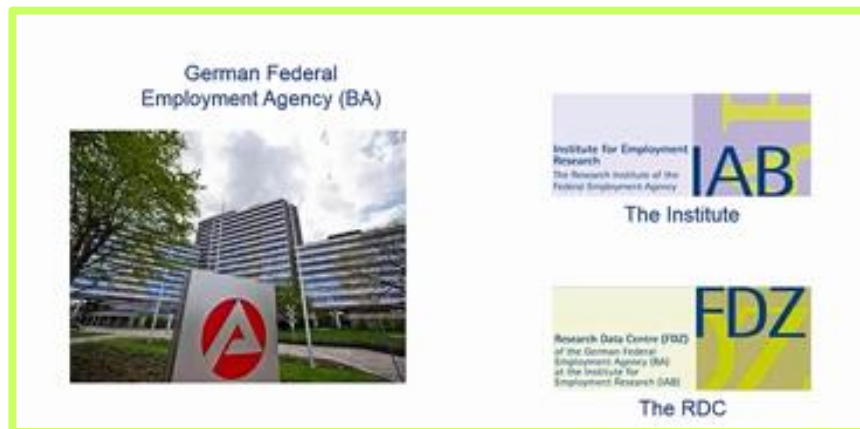 German Federal
Employment Agency (BA)
Institute for Employment
Research
The Research Institute of the
Federal Employment Agency
IAB
The Institute
FDZ
Research Data Centre (FDZ)
of the German Federal
Employment Agency (BA)
at the Institute for
Employment Research (IAB)
The RDC